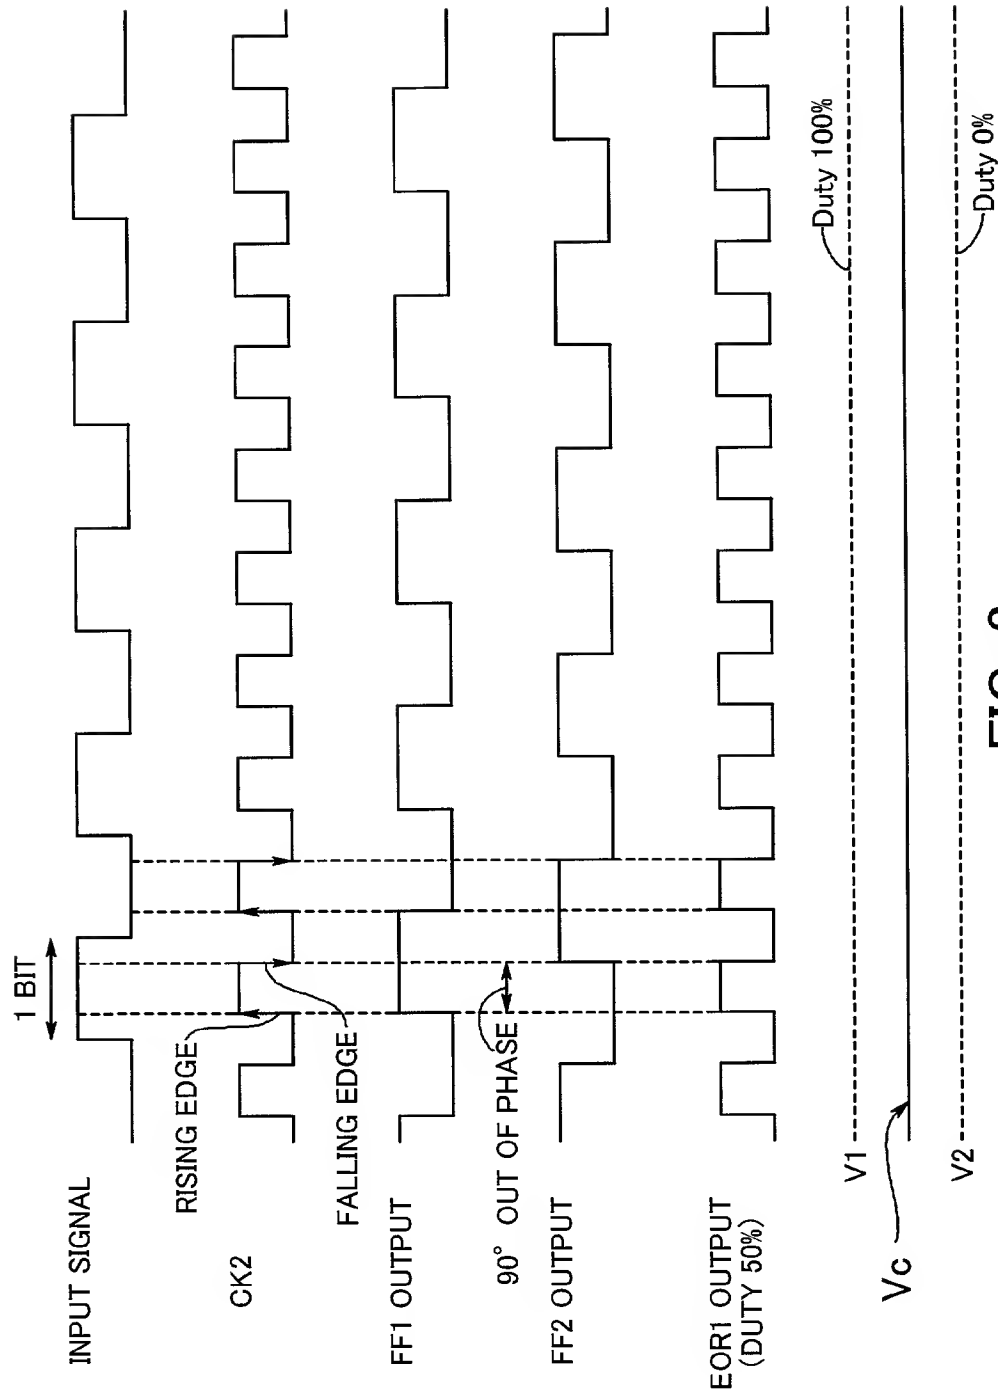 INPUT SIGNAL
1 BIT
RISING EDGE
CK2
FALLING EDGE
FF1 OUTPUT
90° OUT OF PHASE
FF2 OUTPUT
EOR1 OUTPUT
(DUTY 50%)
V1
Duty 100%
Vc
V2
Duty 0%
FIG.